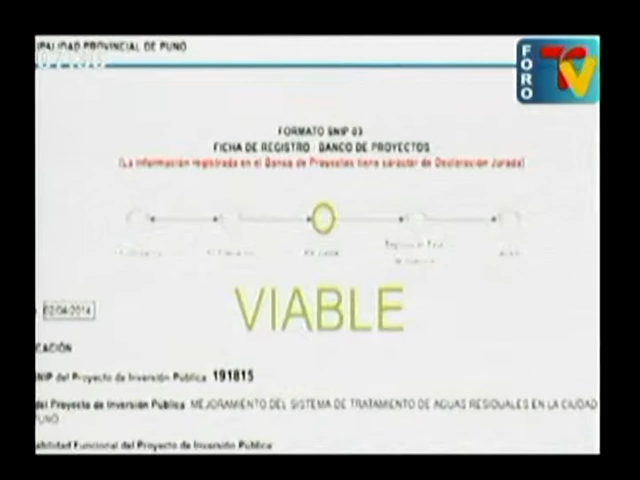 IPALIDAD PROVINCIAL DE PUNO
FORO TV
FORMATO SNIP 03
FICHA DE REGISTRO - BANCO DE PROYECTOS
(La información registrada en el Banco de Proyectos tiene carácter de Declaración Jurada)
VIABLE
02/04/2014
ICACIÓN
SNIP del Proyecto de Inversión Pública 191815
del Proyecto de Inversión Pública MEJORAMIENTO DEL SISTEMA DE TRATAMIENTO DE AGUAS RESIDUALES EN LA CIUDAD
PUNO
abilidad Funcional del Proyecto de Inversión Pública